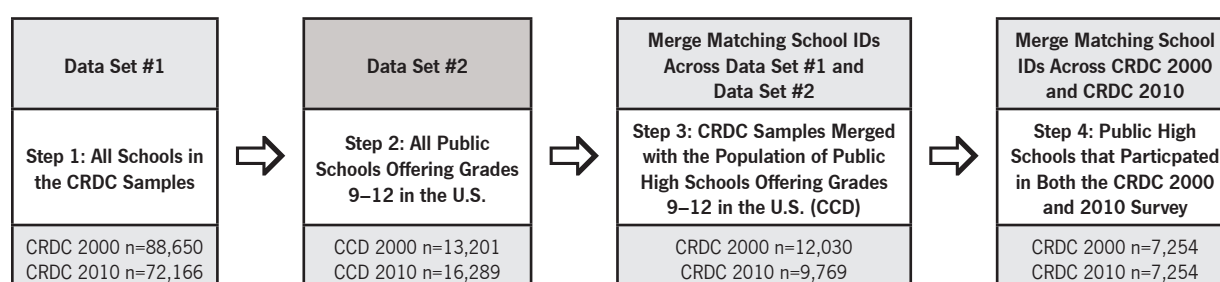 Data Set #1
Step 1: All Schools in
the CRDC Samples
CRDC 2000 n=88,650
CRDC 2010 n=72,166
Data Set #2
Step 2: All Public
Schools Offering Grades
9–12 in the U.S.
CCD 2000 n=13,201
CCD 2010 n=16,289
Merge Matching School IDs
Across Data Set #1 and
Data Set #2
Step 3: CRDC Samples Merged
with the Population of Public
High Schools Offering Grades
9–12 in the U.S. (CCD)
CRDC 2000 n=12,030
CRDC 2010 n=9,769
Merge Matching School
IDs Across CRDC 2000
and CRDC 2010
Step 4: Public High
Schools that Particpated
in Both the CRDC 2000
and 2010 Survey
CRDC 2000 n=7,254
CRDC 2010 n=7,254